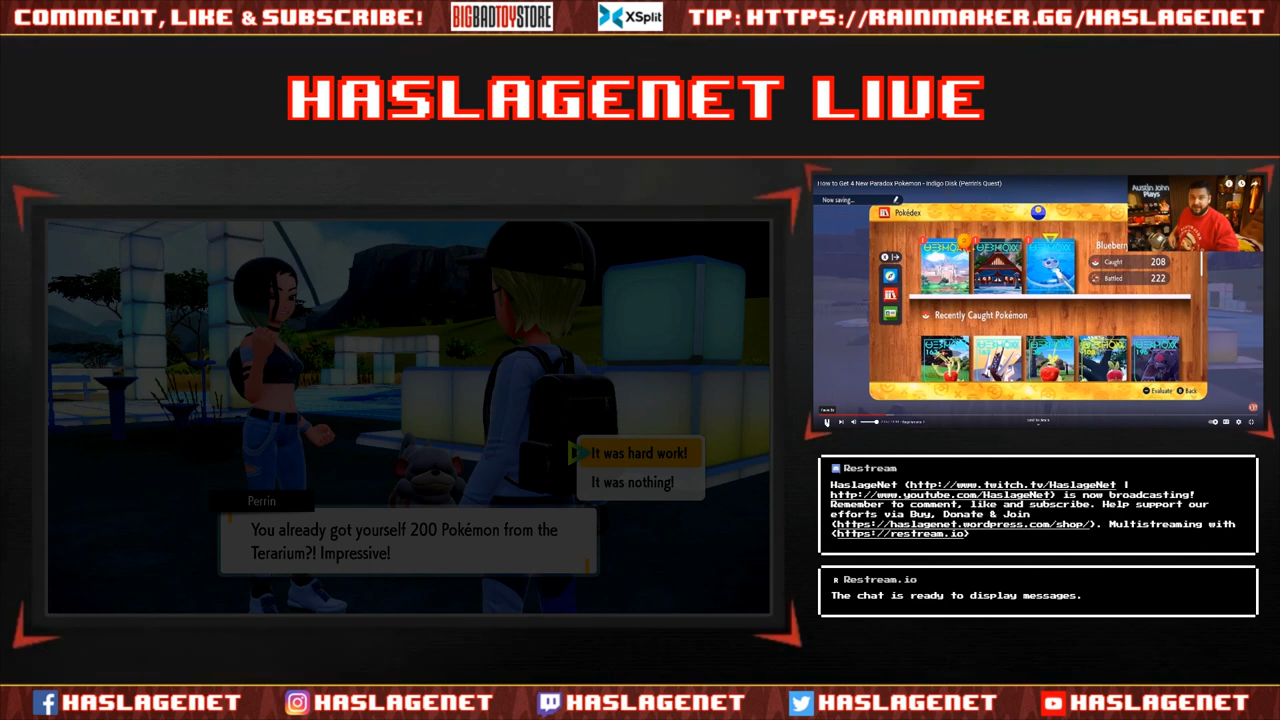 COMMENT, LIKE & SUBSCRIBE!
BIGBADTOYSTORE
XSplit
TIP: HTTPS://RAINMAKER.GG/HASLAGENET
HASLAGENET LIVE
How to Get 4 New Paradox Pokemon - Indigo Disk (Perrin's Quest)
Now saving...
Austin John
Plays
Pokédex
Blueberry
Caught 208
Battled 222
Recently Caught Pokémon
Evaluate
Back
It was hard work!
It was nothing!
Perrin
You already got yourself 200 Pokémon from the
Terarium?! Impressive!
Restream
HaslageNet (http://www.twitch.tv/HaslageNet |
http://www.youtube.com/HaslageNet) is now broadcasting!
Remember to comment, like and subscribe. Help support our
efforts via Buy, Donate & Join
(https://haslagenet.wordpress.com/shop/). Multistreaming with
(https://restream.io)
R Restream.io
The chat is ready to display messages.
HASLAGENET
HASLAGENET
HASLAGENET
HASLAGENET
HASLAGENET